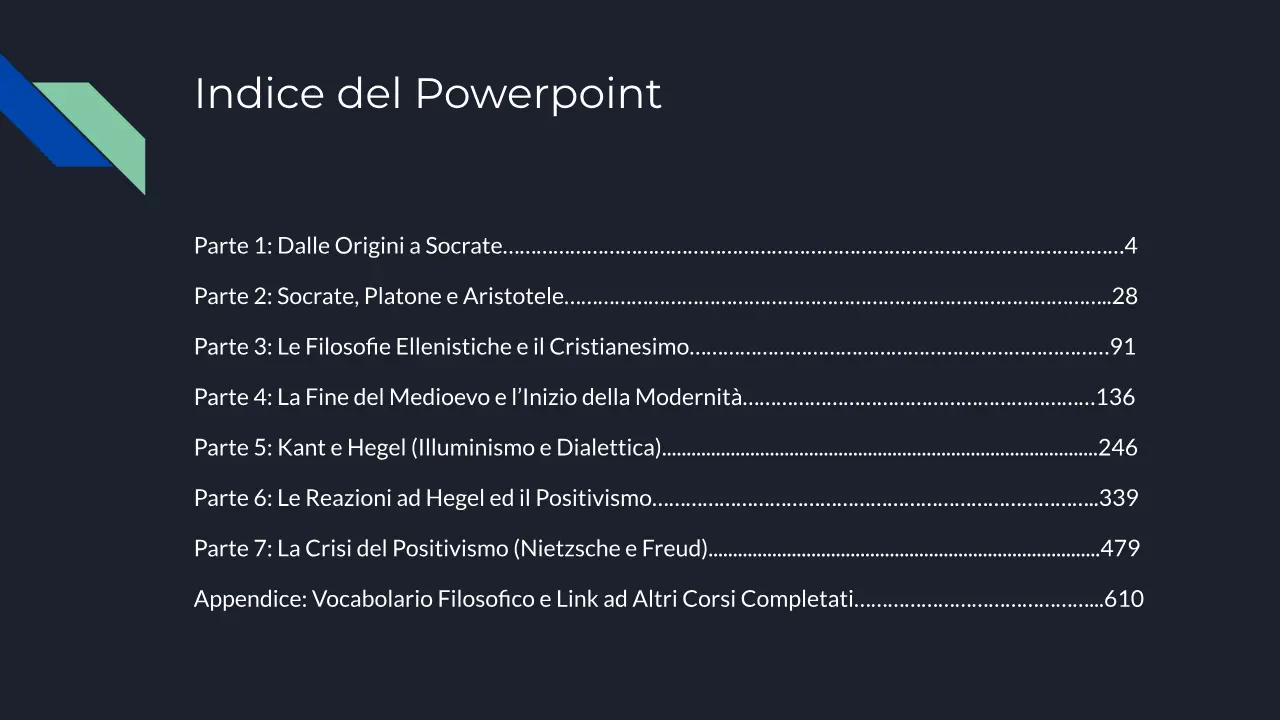 Indice del Powerpoint
Parte 1: Dalle Origini a Socrate…………………………………………………………………………………………………4
Parte 2: Socrate, Platone e Aristotele……………………………………………………………………………………..28
Parte 3: Le Filosofie Ellenistiche e il Cristianesimo…………………………………………………………………91
Parte 4: La Fine del Medioevo e l’Inizio della Modernità………………………………………………………136
Parte 5: Kant e Hegel (Illuminismo e Dialettica).........................................................................................246
Parte 6: Le Reazioni ad Hegel ed il Positivismo……………………………………………………………………..339
Parte 7: La Crisi del Positivismo (Nietzsche e Freud)................................................................................479
Appendice: Vocabolario Filosofico e Link ad Altri Corsi Completati……………………………………...610